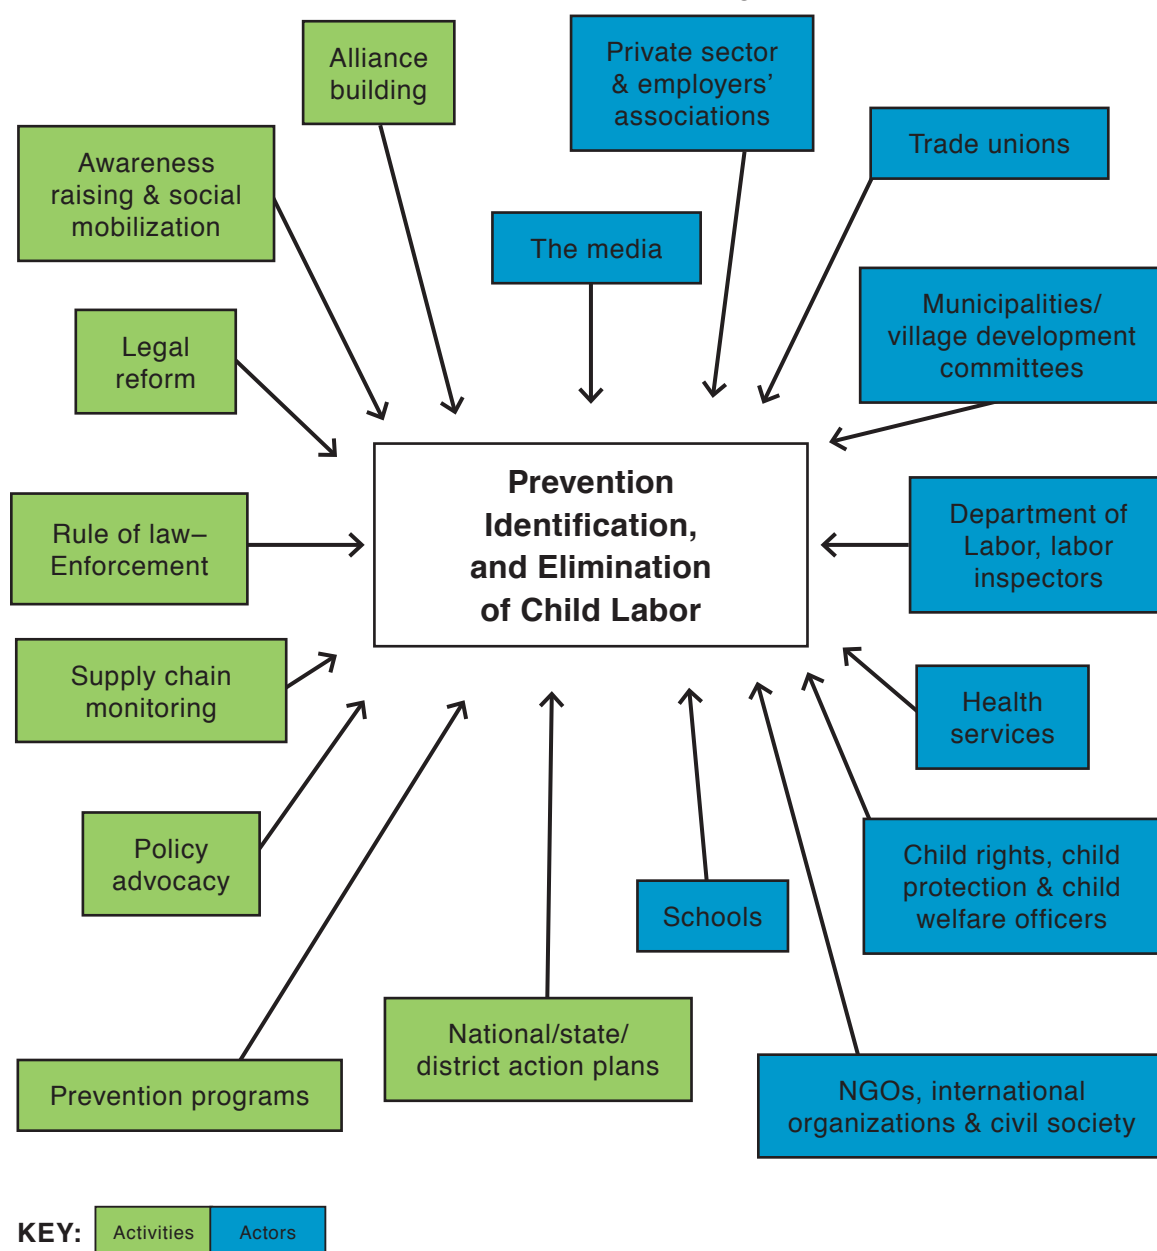 Alliance
building
Private sector
& employers’
associations
Trade unions
Awareness
raising & social
mobilization
The media
Municipalities/
village development
committees
Legal
reform
Prevention
Identification,
and Elimination
of Child Labor
Rule of law–
Enforcement
Department of
Labor, labor
inspectors
Supply chain
monitoring
Health
services
Policy
advocacy
Child rights, child
protection & child
welfare officers
Schools
National/state/
district action plans
Prevention programs
NGOs, international
organizations & civil society
KEY: Activities Actors